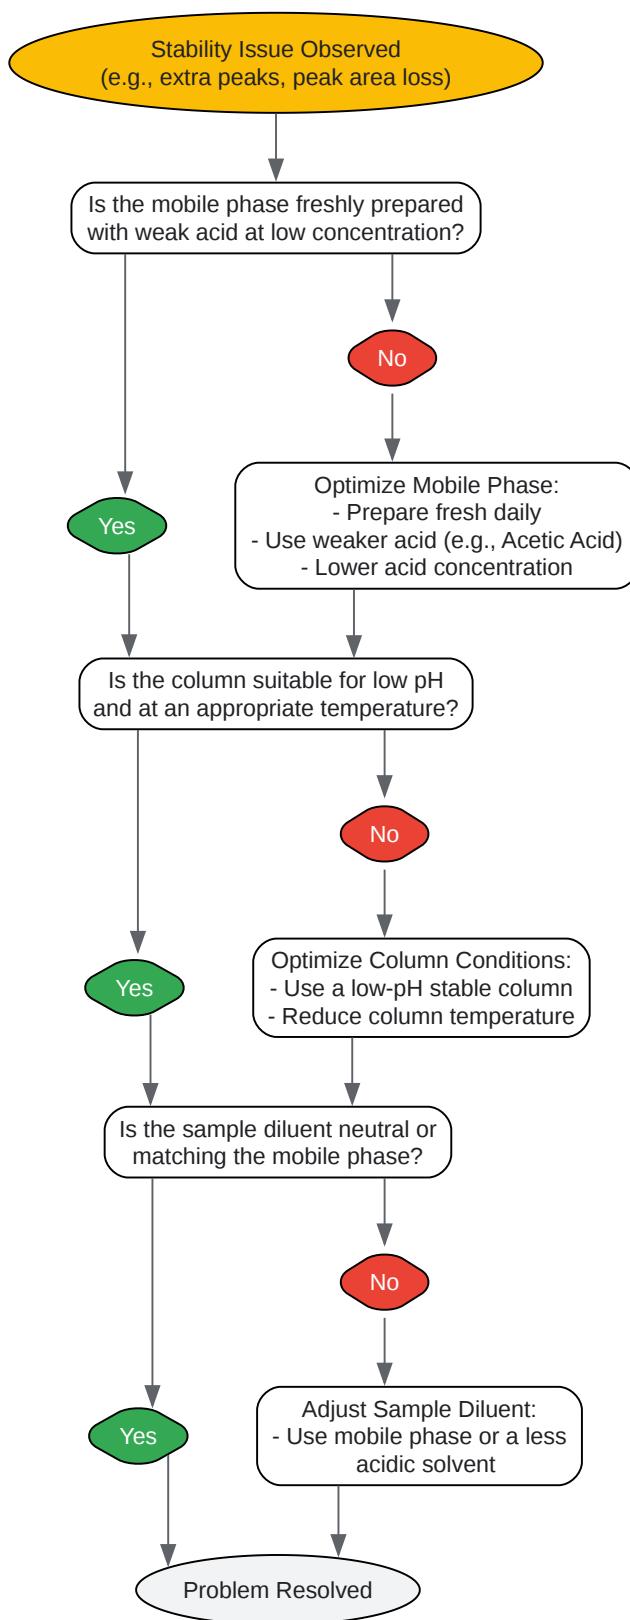 Stability Issue Observed
(e.g., extra peaks, peak area loss)
Is the mobile phase freshly prepared
with weak acid at low concentration?
No
Optimize Mobile Phase:
- Prepare fresh daily
- Use weaker acid (e.g., Acetic Acid)
- Lower acid concentration
Yes
Is the column suitable for low pH
and at an appropriate temperature?
No
Optimize Column Conditions:
- Use a low-pH stable column
- Reduce column temperature
Yes
Is the sample diluent neutral or
matching the mobile phase?
No
Adjust Sample Diluent:
- Use mobile phase or a less
acidic solvent
Yes
Problem Resolved